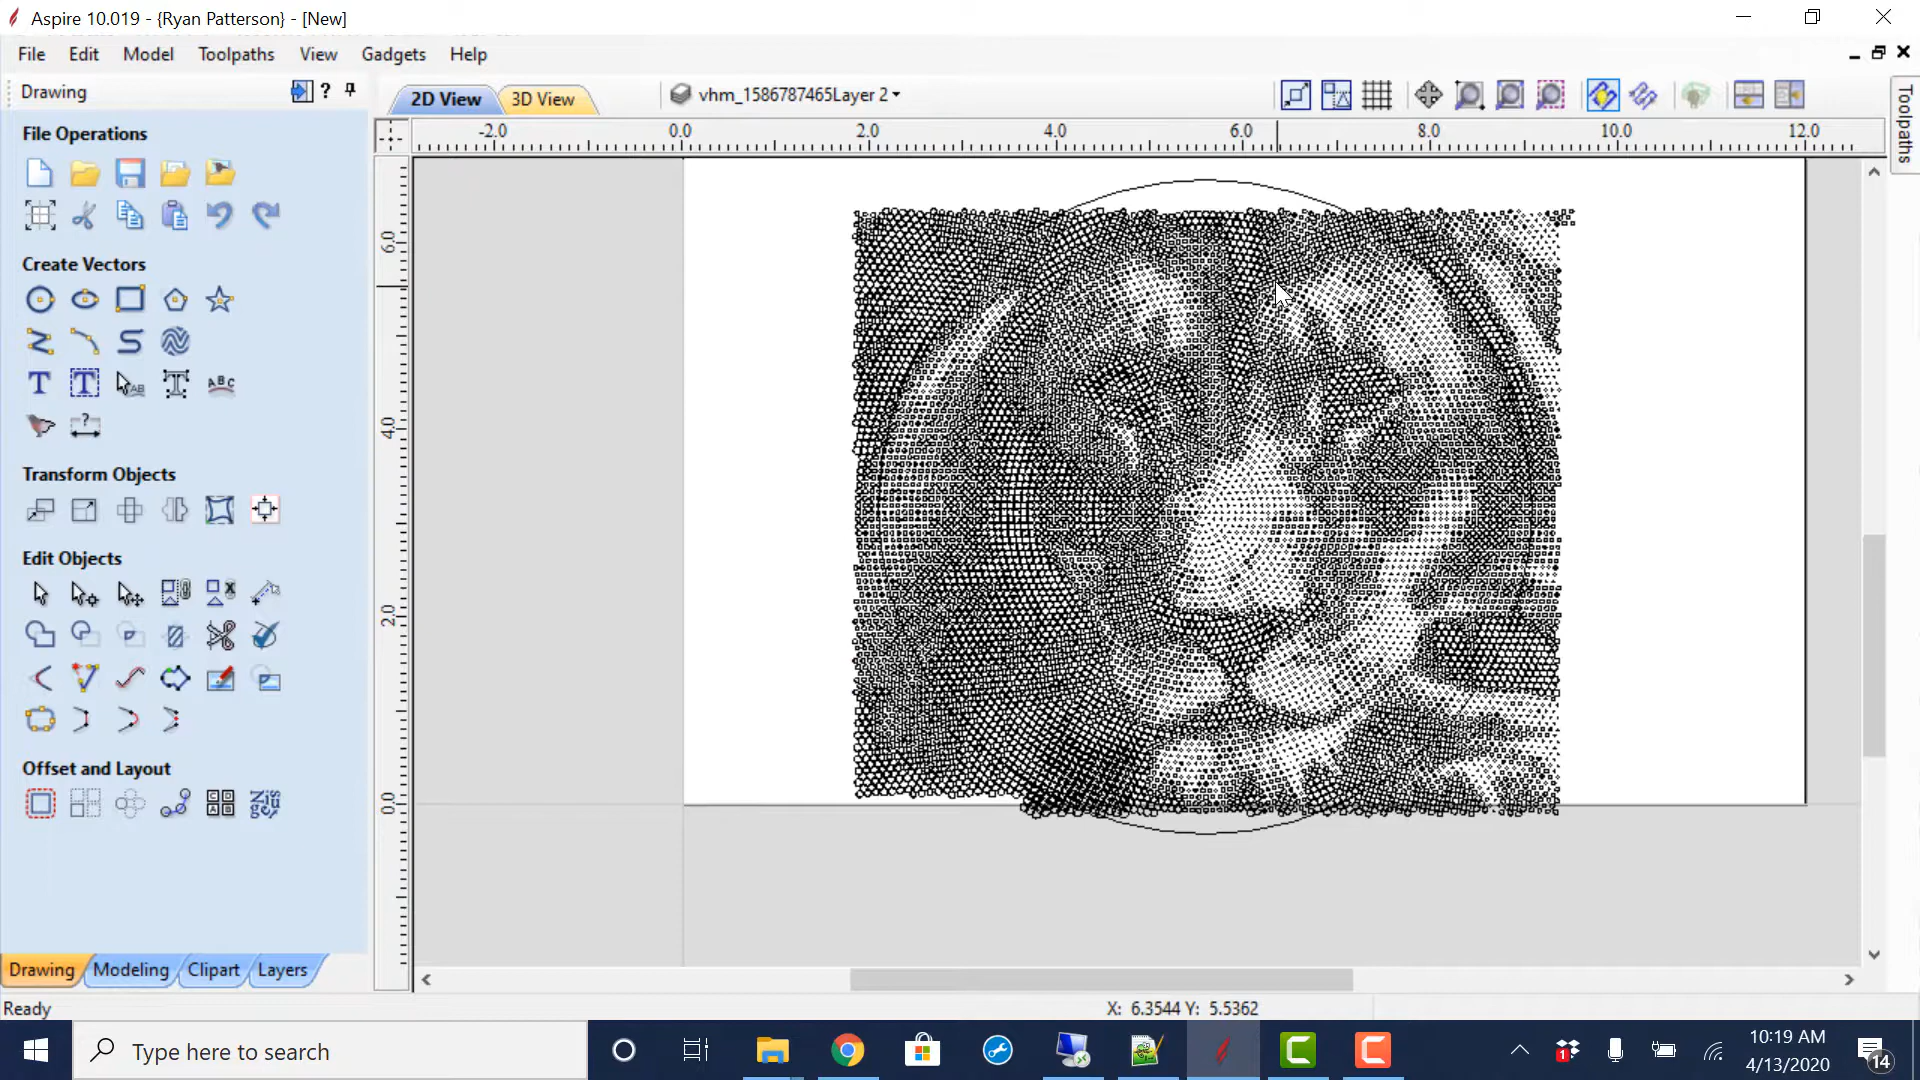 Aspire 10.019 - {Ryan Patterson} - [New]
File Edit Model Toolpaths View Gadgets Help
Drawing
2D View
3D View
vhm_1586787465Layer 2
Toolpaths
-2.0 0.0 2.0 4.0 6.0 8.0 10.0 12.0
6.0
4.0
2.0
0.0
File Operations
Create Vectors
Transform Objects
Edit Objects
Offset and Layout
Drawing Modeling Clipart Layers
Ready
X: 6.3544 Y: 5.5362
Type here to search
1
10:19 AM
4/13/2020
14